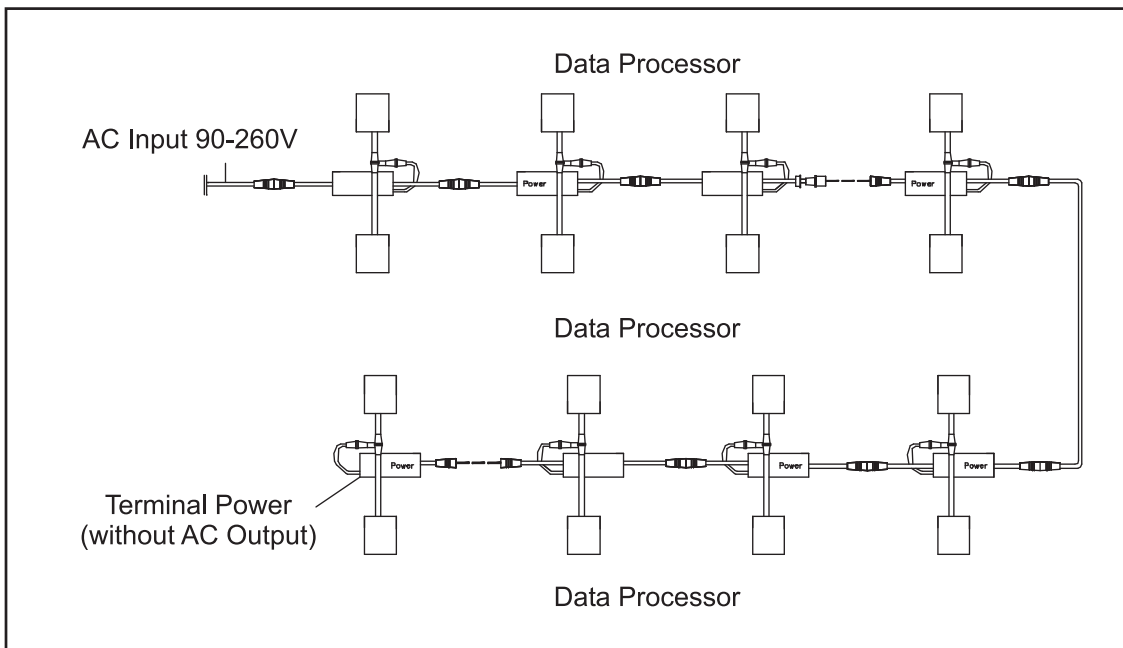 Data Processor
AC Input 90-260V
Power
Power
Data Processor
Power
Power
Power
Terminal Power
(without AC Output)
Data Processor